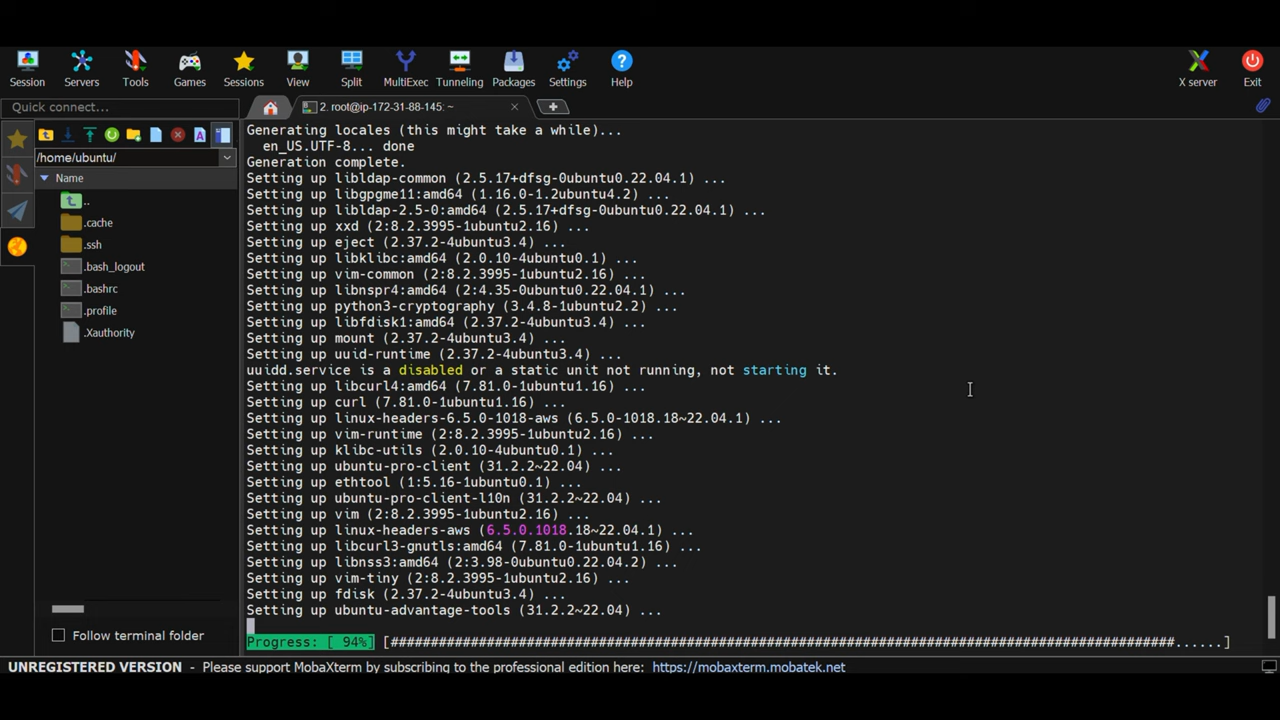 Session Servers Tools Games Sessions View Split MultiExec Tunneling Packages Settings Help X server Exit
Quick connect...
2. root@ip-172-31-88-145: ~
/home/ubuntu/
Name
..
.cache
.ssh
.bash_logout
.bashrc
.profile
.Xauthority
Follow terminal folder
Generating locales (this might take a while)...
en_US.UTF-8... done
Generation complete.
Setting up libldap-common (2.5.17+dfsg-0ubuntu0.22.04.1) ...
Setting up libgpgme11:amd64 (1.16.0-1.2ubuntu4.2) ...
Setting up libldap-2.5-0:amd64 (2.5.17+dfsg-0ubuntu0.22.04.1) ...
Setting up xxd (2:8.2.3995-1ubuntu2.16) ...
Setting up eject (2.37.2-4ubuntu3.4) ...
Setting up libklibc:amd64 (2.0.10-4ubuntu0.1) ...
Setting up vim-common (2:8.2.3995-1ubuntu2.16) ...
Setting up libnspr4:amd64 (2:4.35-0ubuntu0.22.04.1) ...
Setting up python3-cryptography (3.4.8-1ubuntu2.2) ...
Setting up libfdisk1:amd64 (2.37.2-4ubuntu3.4) ...
Setting up mount (2.37.2-4ubuntu3.4) ...
Setting up uuid-runtime (2.37.2-4ubuntu3.4) ...
uuidd.service is a disabled or a static unit not running, not starting it.
Setting up libcurl4:amd64 (7.81.0-1ubuntu1.16) ...
Setting up curl (7.81.0-1ubuntu1.16) ...
Setting up linux-headers-6.5.0-1018-aws (6.5.0-1018.18~22.04.1) ...
Setting up vim-runtime (2:8.2.3995-1ubuntu2.16) ...
Setting up klibc-utils (2.0.10-4ubuntu0.1) ...
Setting up ubuntu-pro-client (31.2.2~22.04) ...
Setting up ethtool (1:5.16-1ubuntu0.1) ...
Setting up ubuntu-pro-client-l10n (31.2.2~22.04) ...
Setting up vim (2:8.2.3995-1ubuntu2.16) ...
Setting up linux-headers-aws (6.5.0.1018.18~22.04.1) ...
Setting up libcurl3-gnutls:amd64 (7.81.0-1ubuntu1.16) ...
Setting up libnss3:amd64 (2:3.98-0ubuntu0.22.04.2) ...
Setting up vim-tiny (2:8.2.3995-1ubuntu2.16) ...
Setting up fdisk (2.37.2-4ubuntu3.4) ...
Setting up ubuntu-advantage-tools (31.2.2~22.04) ...
Progress: [ 94%] [##################################################################################################......]
UNREGISTERED VERSION - Please support MobaXterm by subscribing to the professional edition here: https://mobaxterm.mobatek.net